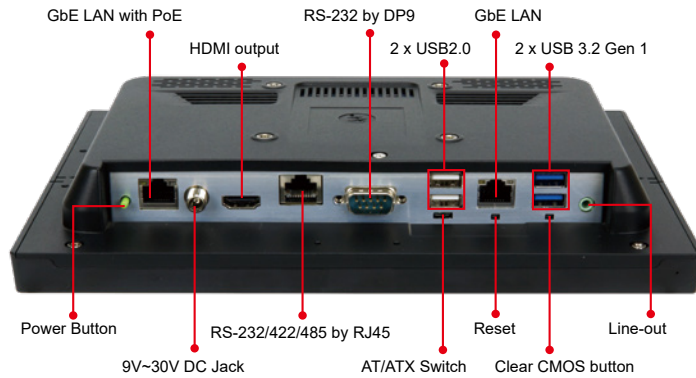 GbE LAN with PoE
RS-232 by DP9
GbE LAN
HDMI output
2 x USB2.0
2 x USB 3.2 Gen 1
Power Button
RS-232/422/485 by RJ45
Reset
Line-out
9V~30V DC Jack
AT/ATX Switch
Clear CMOS button